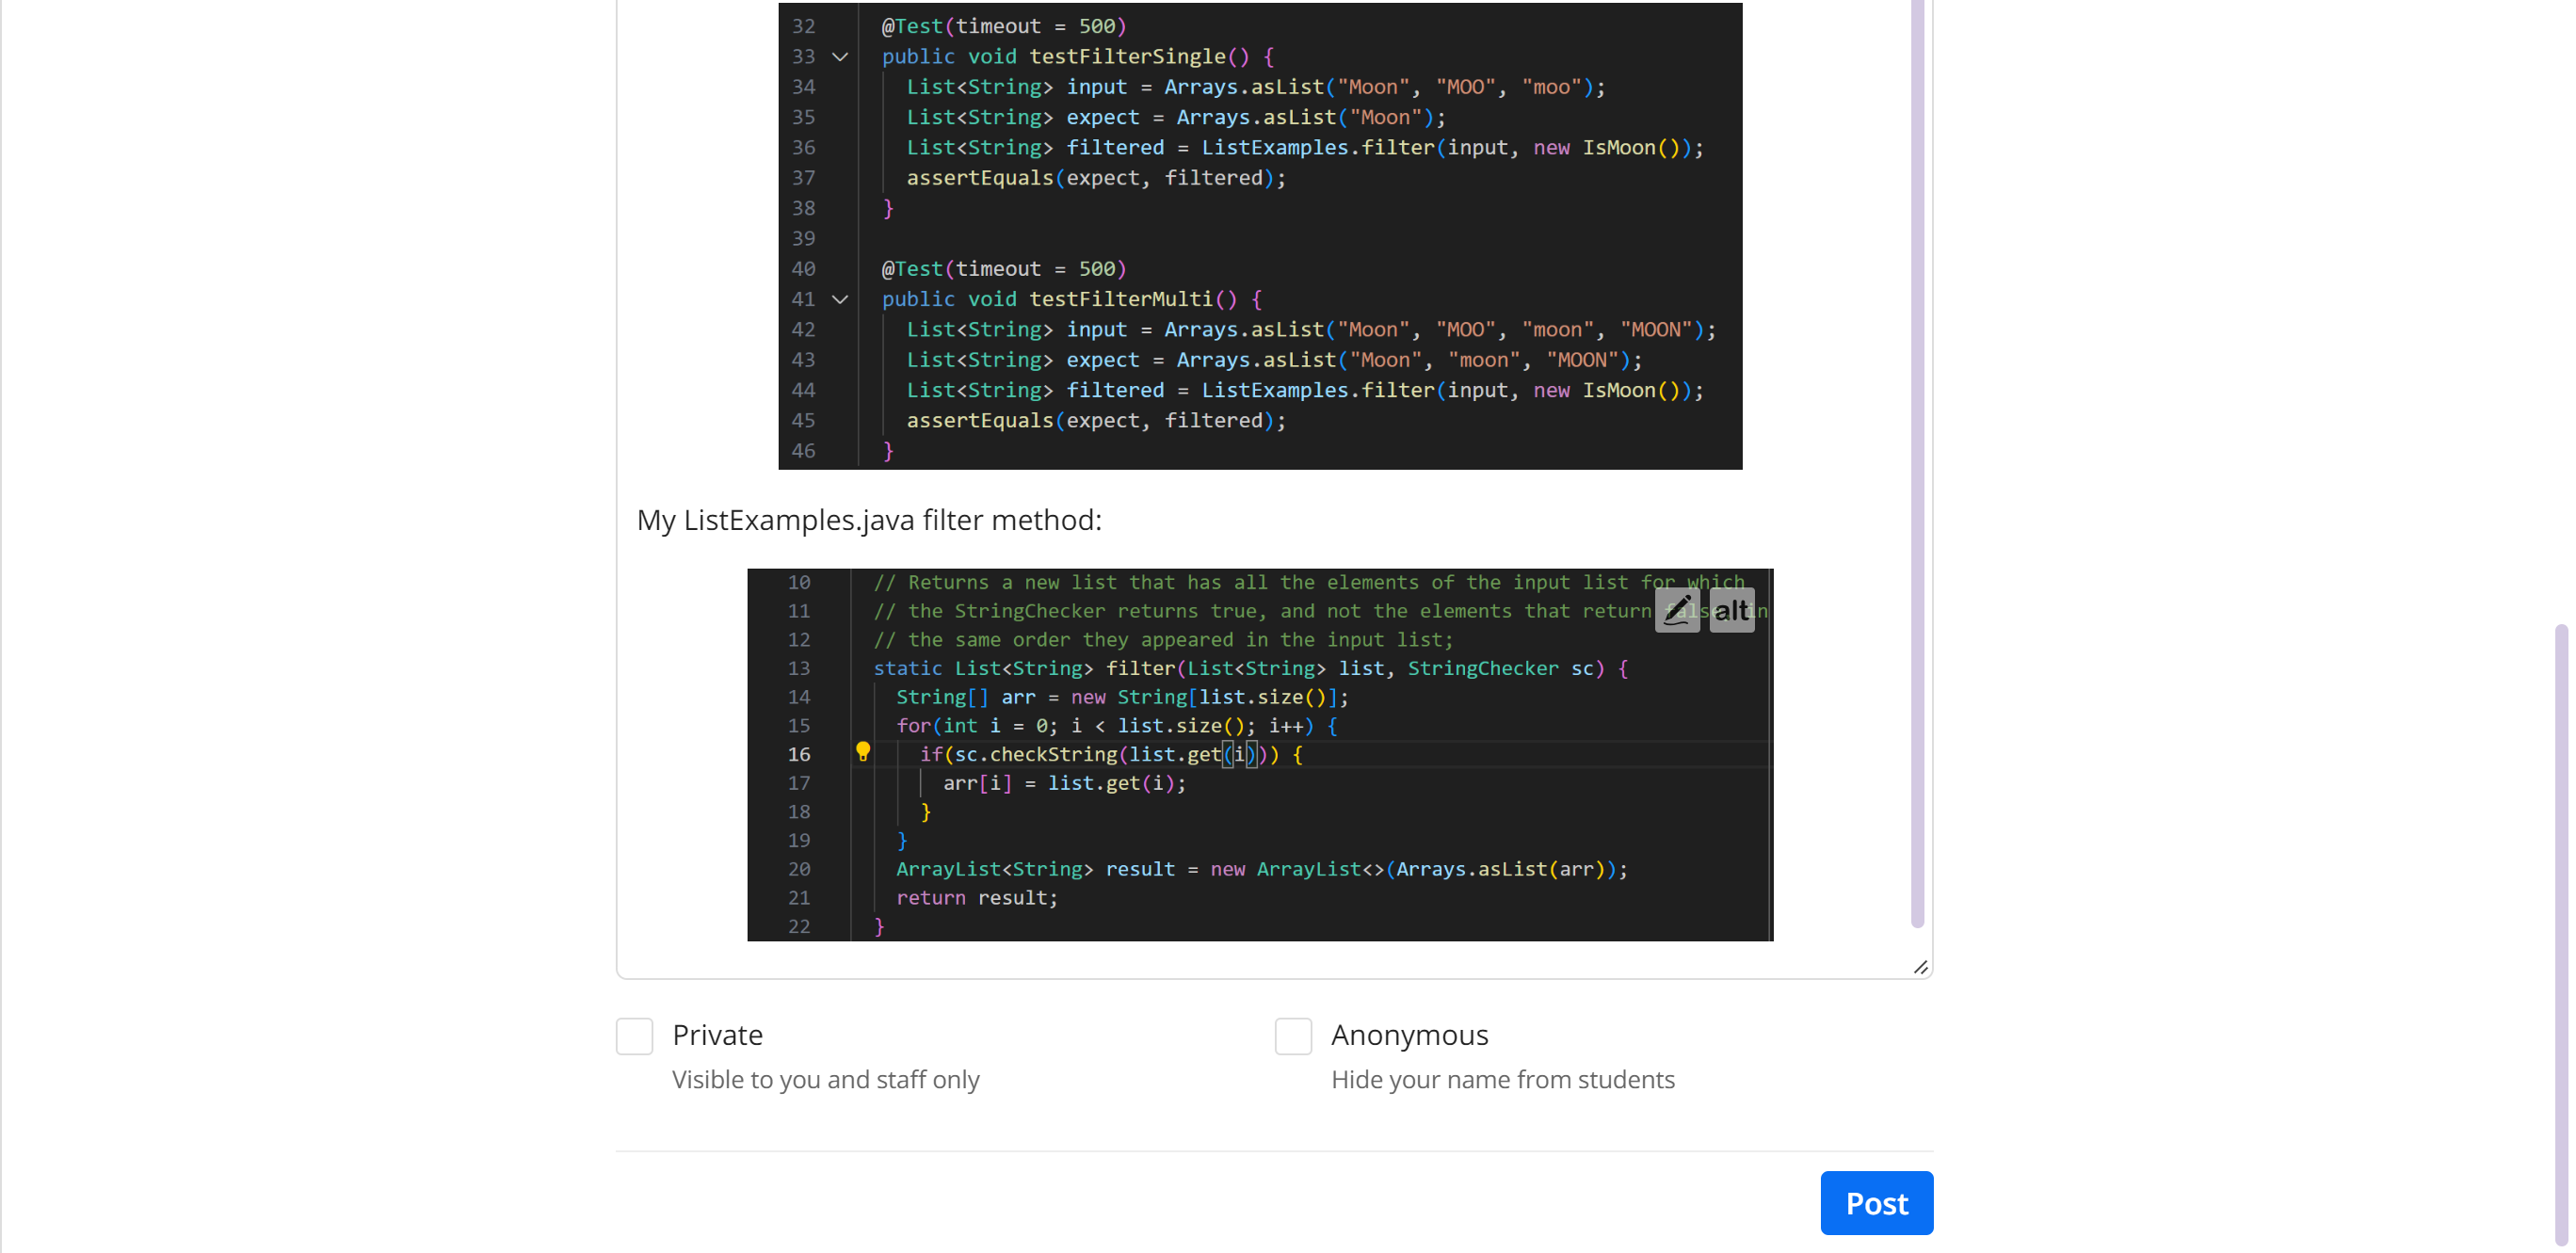 32 @Test(timeout = 500)
33 public void testFilterSingle() {
34 List<String> input = Arrays.asList("Moon", "MOO", "moo");
35 List<String> expect = Arrays.asList("Moon");
36 List<String> filtered = ListExamples.filter(input, new IsMoon());
37 assertEquals(expect, filtered);
38 }
39
40 @Test(timeout = 500)
41 public void testFilterMulti() {
42 List<String> input = Arrays.asList("Moon", "MOO", "moon", "MOON");
43 List<String> expect = Arrays.asList("Moon", "moon", "MOON");
44 List<String> filtered = ListExamples.filter(input, new IsMoon());
45 assertEquals(expect, filtered);
46 }
My ListExamples.java filter method:
10 // Returns a new list that has all the elements of the input list for which
11 // the StringChecker returns true, and not the elements that return false, in
alt
12 // the same order they appeared in the input list;
13 static List<String> filter(List<String> list, StringChecker sc) {
14 String[] arr = new String[list.size()];
15 for(int i = 0; i < list.size(); i++) {
16 if(sc.checkString(list.get(i))) {
17 arr[i] = list.get(i);
18 }
19 }
20 ArrayList<String> result = new ArrayList<>(Arrays.asList(arr));
21 return result;
22 }
Private
Visible to you and staff only
Anonymous
Hide your name from students
Post